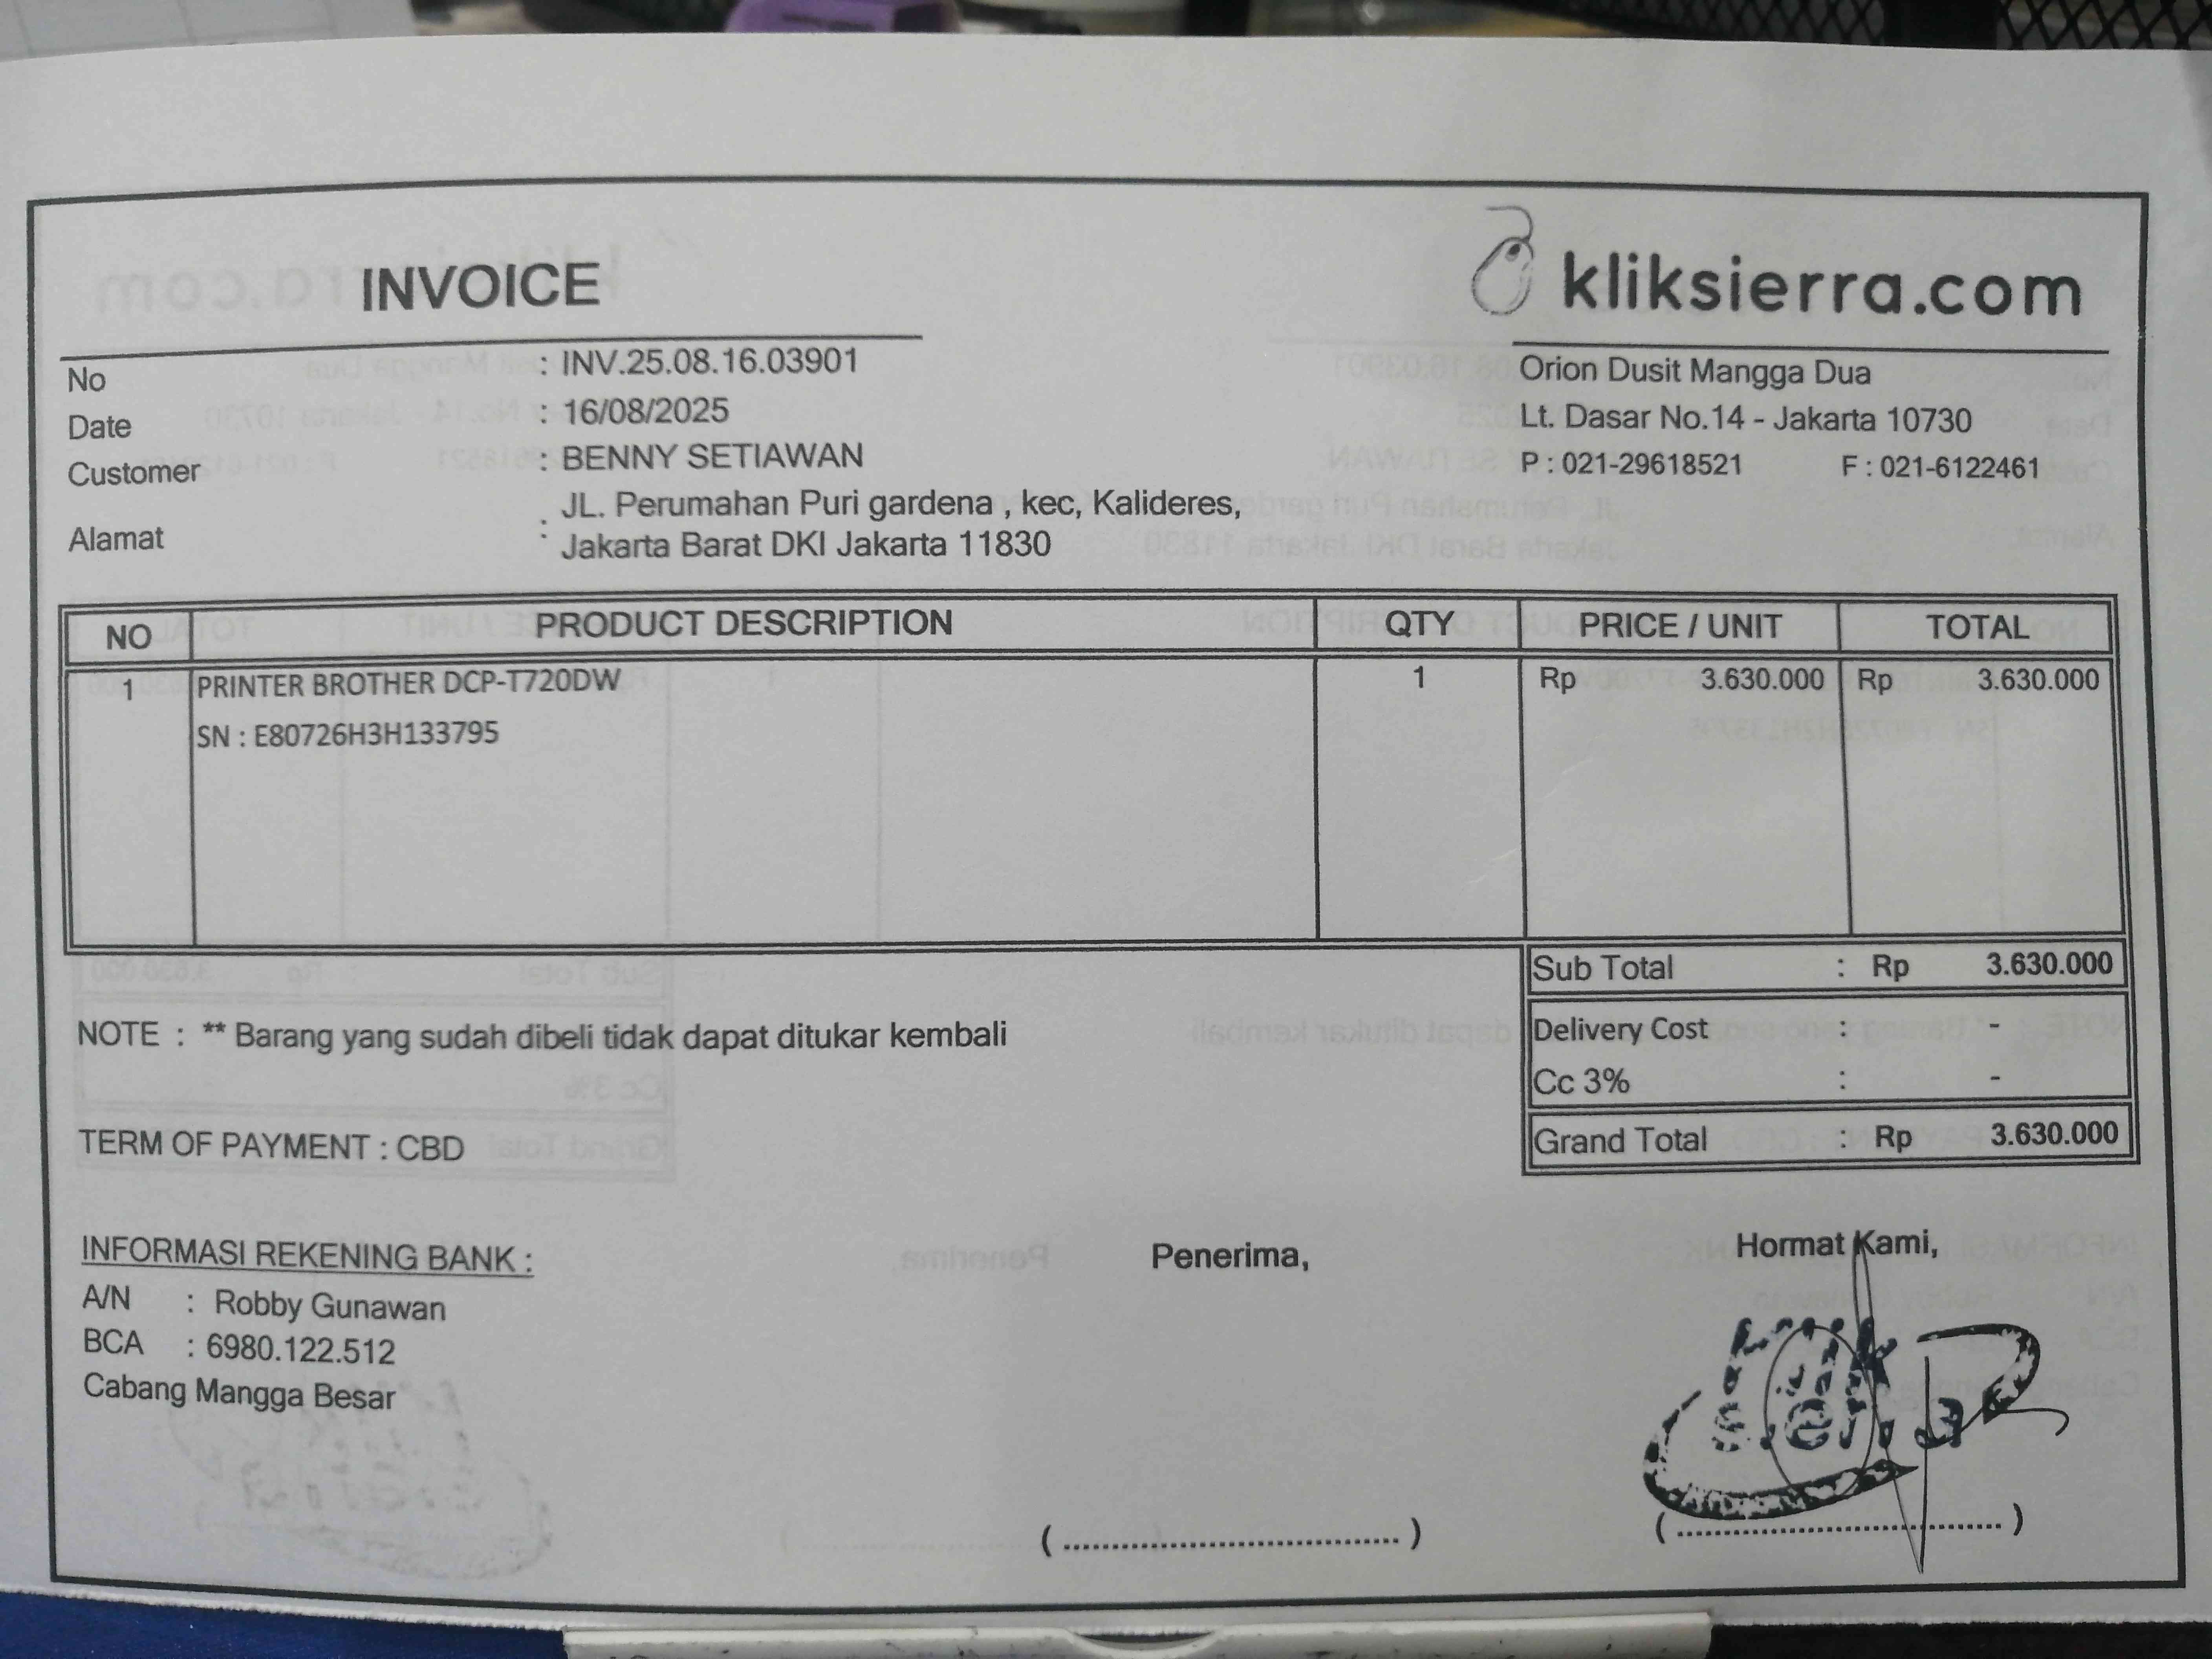 INVOICE
kliksierra.com
No : INV.25.08.16.03901
Date : 16/08/2025
Customer : BENNY SETIAWAN
Alamat : JL. Perumahan Puri gardena , kec, Kalideres,
Jakarta Barat DKI Jakarta 11830
Orion Dusit Mangga Dua
Lt. Dasar No.14 - Jakarta 10730
P : 021-29618521 F : 021-6122461
NO PRODUCT DESCRIPTION QTY PRICE / UNIT TOTAL
1 PRINTER BROTHER DCP-T720DW 1 Rp 3.630.000 Rp 3.630.000
SN : E80726H3H133795
Sub Total : Rp 3.630.000
NOTE : ** Barang yang sudah dibeli tidak dapat ditukar kembali
Delivery Cost : -
Cc 3% : -
TERM OF PAYMENT : CBD
Grand Total : Rp 3.630.000
INFORMASI REKENING BANK :
A/N : Robby Gunawan
BCA : 6980.122.512
Cabang Mangga Besar
Penerima,
( .................................... )
Hormat Kami,
klik
sierra
( .................................... )